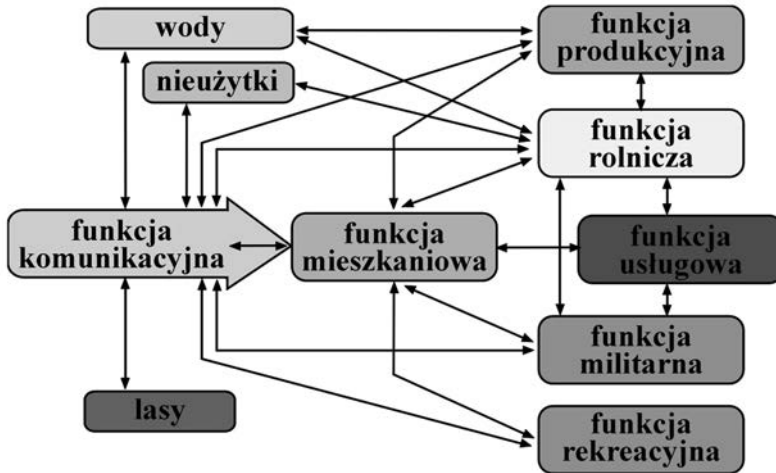 wody
nieużytki
funkcja
produkcyjna
funkcja
rolnicza
funkcja
komunikacyjna
funkcja
mieszkaniowa
funkcja
usługowa
funkcja
militarna
lasy
funkcja
rekreacyjna